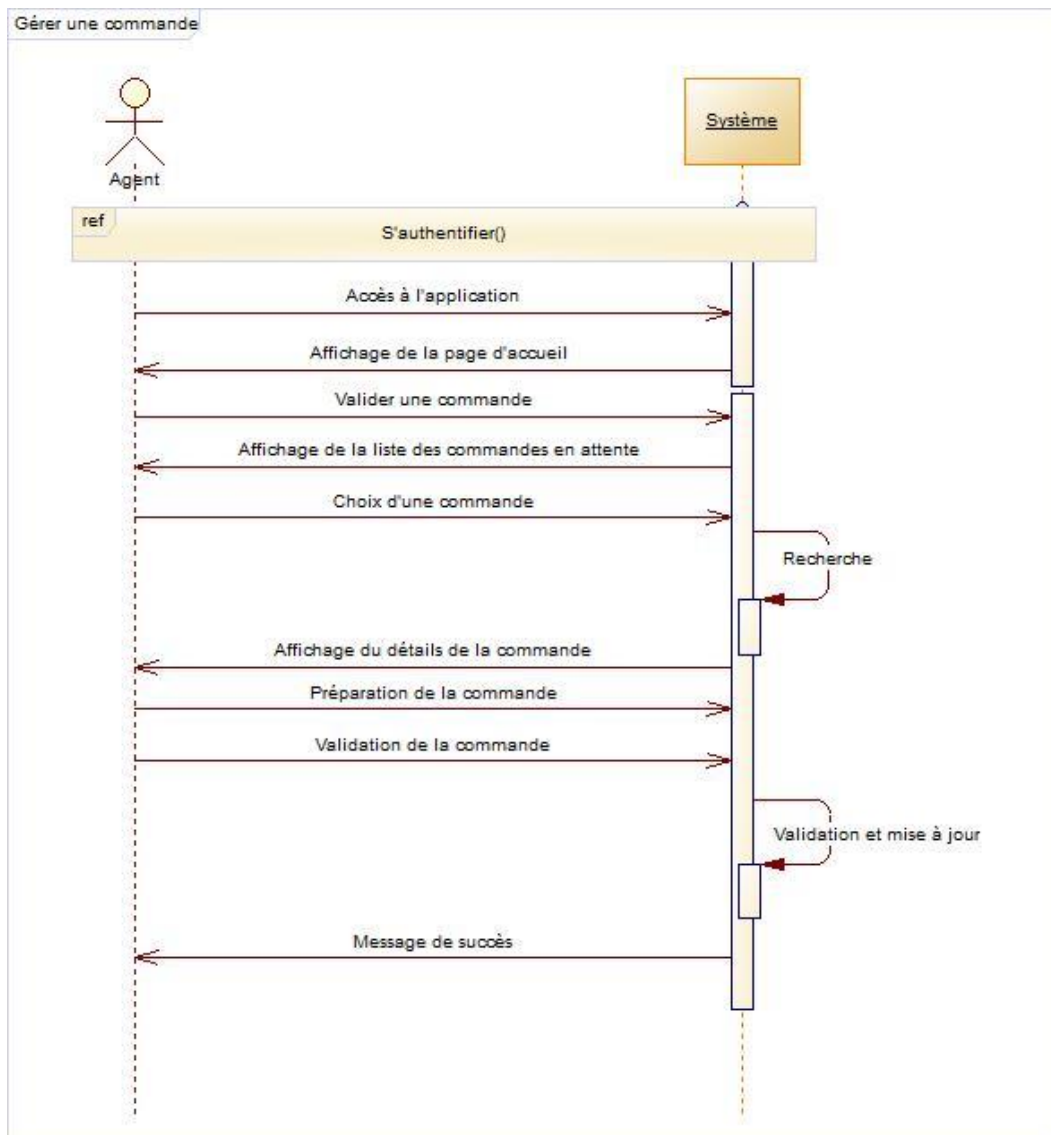 Gérer une commande
Système
Agent
ref
S'authentifier()
Accès à l'application
Affichage de la page d'accueil
Valider une commande
Affichage de la liste des commandes en attente
Choix d'une commande
Recherche
Affichage du détails de la commande
Préparation de la commande
Validation de la commande
Validation et mise à jour
Message de succès